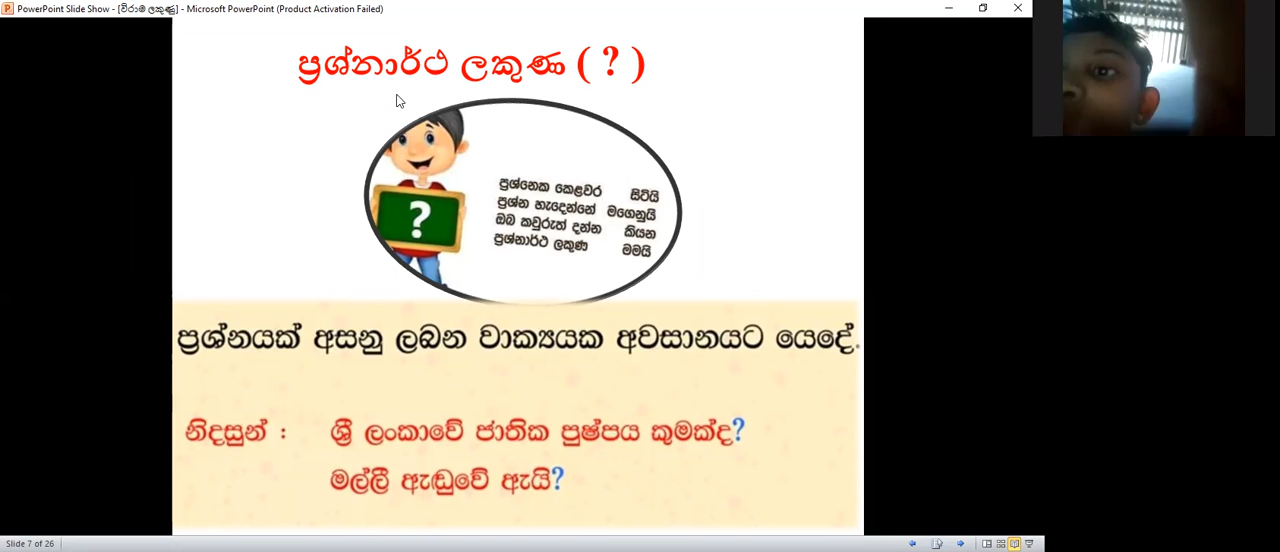 PowerPoint Slide Show - [විරාම ලකුණු] - Microsoft PowerPoint (Product Activation Failed)
ප්‍රශ්නාර්ථ ලකුණ ( ? )
?
ප්‍රශ්නෙක කෙළවර සිටියි
ප්‍රශ්න හැදෙන්නේ මගෙනුයි
ඔබ කවුරුත් දන්න කියන
ප්‍රශ්නාර්ථ ලකුණ මමයි
ප්‍රශ්නයක් අසනු ලබන වාක්‍යයක අවසානයට යෙදේ.
නිදසුන් : ශ්‍රී ලංකාවේ ජාතික පුෂ්පය කුමක්ද?
මල්ලී ඇඬුවේ ඇයි?
Slide 7 of 26